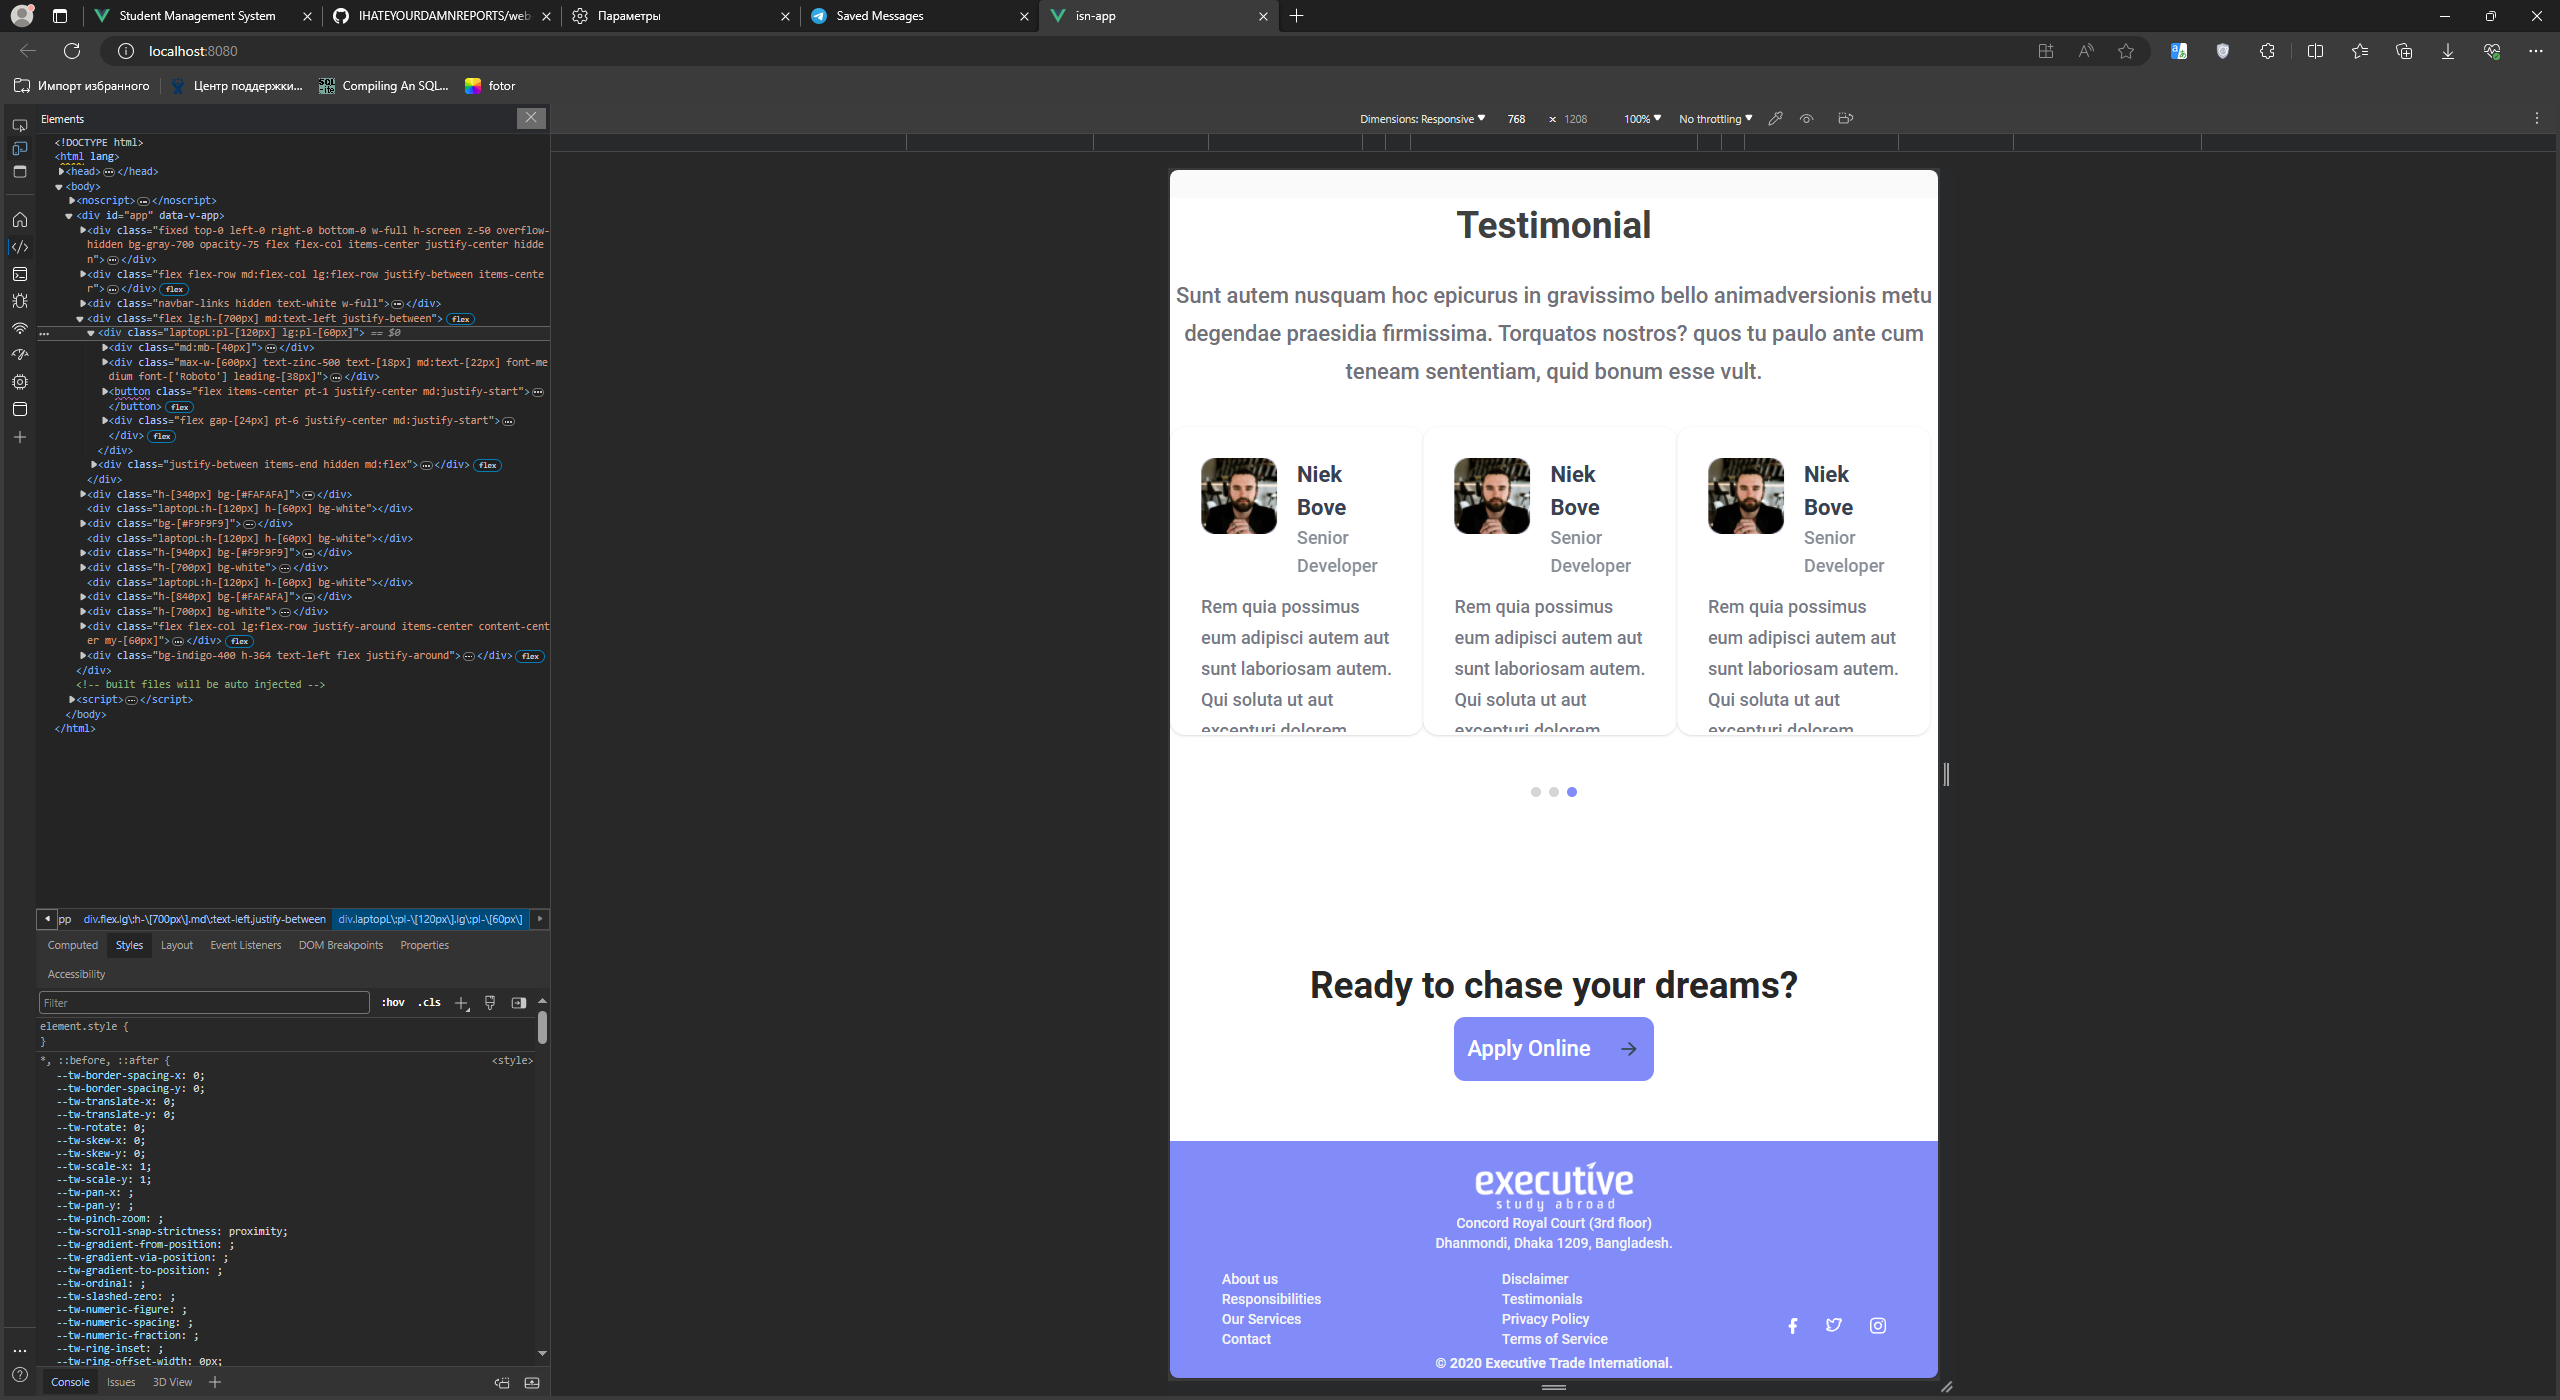 Student Management System
IHATEYOURDAMNREPORTS/web
Параметры
Saved Messages
isn-app
localhost:8080
Импорт избранного
Центр поддержки...
Compiling An SQL...
fotor
Elements
Dimensions: Responsive
768
×
1208
100%
No throttling
<!DOCTYPE html>
<html lang>
<head> </head>
<body>
<noscript> </noscript>
<div id="app" data-v-app>
<div class="fixed top-0 left-0 right-0 bottom-0 w-full h-screen z-50 overflow-
hidden bg-gray-700 opacity-75 flex flex-col items-center justify-center hidde
n"> </div>
<div class="flex flex-row md:flex-col lg:flex-row justify-between items-cente
r"> </div> flex
<div class="navbar-links hidden text-white w-full"> </div>
<div class="flex lg:h-[700px] md:text-left justify-between"> flex
<div class="laptopL:pl-[120px] lg:pl-[60px]"> == $0
<div class="md:mb-[40px]"> </div>
<div class="max-w-[600px] text-zinc-500 text-[18px] md:text-[22px] font-me
dium font-['Roboto'] leading-[38px]"> </div>
<button class="flex items-center pt-1 justify-center md:justify-start">
</button> flex
<div class="flex gap-[24px] pt-6 justify-center md:justify-start">
</div> flex
</div>
<div class="justify-between items-end hidden md:flex"> </div> flex
</div>
<div class="h-[340px] bg-[#FAFAFA]"> </div>
<div class="laptopL:h-[120px] h-[60px] bg-white"></div>
<div class="bg-[#F9F9F9]"> </div>
<div class="laptopL:h-[120px] h-[60px] bg-white"></div>
<div class="h-[940px] bg-[#F9F9F9]"> </div>
<div class="h-[700px] bg-white"> </div>
<div class="laptopL:h-[120px] h-[60px] bg-white"></div>
<div class="h-[840px] bg-[#FAFAFA]"> </div>
<div class="h-[700px] bg-white"> </div>
<div class="flex flex-col lg:flex-row justify-around items-center content-cent
er my-[60px]"> </div> flex
<div class="bg-indigo-400 h-364 text-left flex justify-around"> </div> flex
</div>
<!-- built files will be auto injected -->
<script> </script>
</body>
</html>
pp div.flex.lg\:h-\[700px\].md\:text-left.justify-between div.laptopL\:pl-\[120px\].lg\:pl-\[60px\]
Computed Styles Layout Event Listeners DOM Breakpoints Properties
Accessibility
Filter :hov .cls
element.style {
}
*, ::before, ::after { <style>
--tw-border-spacing-x: 0;
--tw-border-spacing-y: 0;
--tw-translate-x: 0;
--tw-translate-y: 0;
--tw-rotate: 0;
--tw-skew-x: 0;
--tw-skew-y: 0;
--tw-scale-x: 1;
--tw-scale-y: 1;
--tw-pan-x: ;
--tw-pan-y: ;
--tw-pinch-zoom: ;
--tw-scroll-snap-strictness: proximity;
--tw-gradient-from-position: ;
--tw-gradient-via-position: ;
--tw-gradient-to-position: ;
--tw-ordinal: ;
--tw-slashed-zero: ;
--tw-numeric-figure: ;
--tw-numeric-spacing: ;
--tw-numeric-fraction: ;
--tw-ring-inset: ;
--tw-ring-offset-width: 0px;
Console Issues 3D View
Testimonial
Sunt autem nusquam hoc epicurus in gravissimo bello animadversionis metu
degendae praesidia firmissima. Torquatos nostros? quos tu paulo ante cum
teneam sententiam, quid bonum esse vult.
Niek
Bove
Senior
Developer
Rem quia possimus
eum adipisci autem aut
sunt laboriosam autem.
Qui soluta ut aut
excepturi dolorem
Niek
Bove
Senior
Developer
Rem quia possimus
eum adipisci autem aut
sunt laboriosam autem.
Qui soluta ut aut
excepturi dolorem
Niek
Bove
Senior
Developer
Rem quia possimus
eum adipisci autem aut
sunt laboriosam autem.
Qui soluta ut aut
excepturi dolorem
Ready to chase your dreams?
Apply Online
executive
study abroad
Concord Royal Court (3rd floor)
Dhanmondi, Dhaka 1209, Bangladesh.
About us
Responsibilities
Our Services
Contact
Disclaimer
Testimonials
Privacy Policy
Terms of Service
© 2020 Executive Trade International.